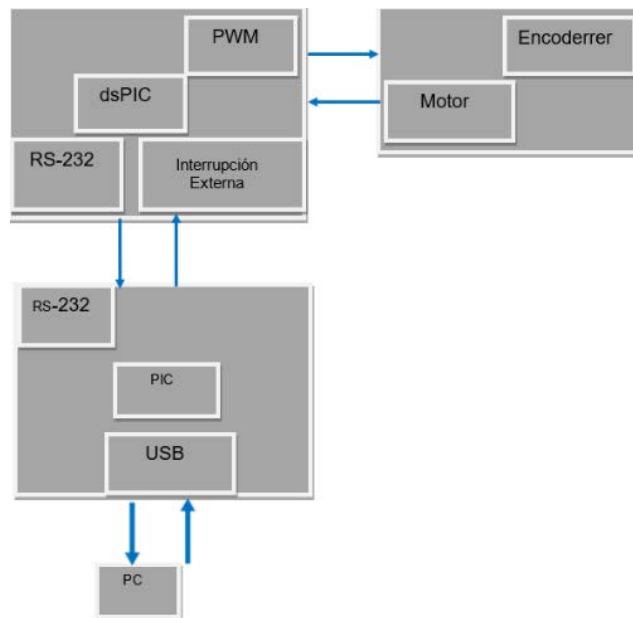 PWM
Encoderrer
dsPIC
Motor
RS-232
Interrupción
Externa
RS-232
PIC
USB
PC